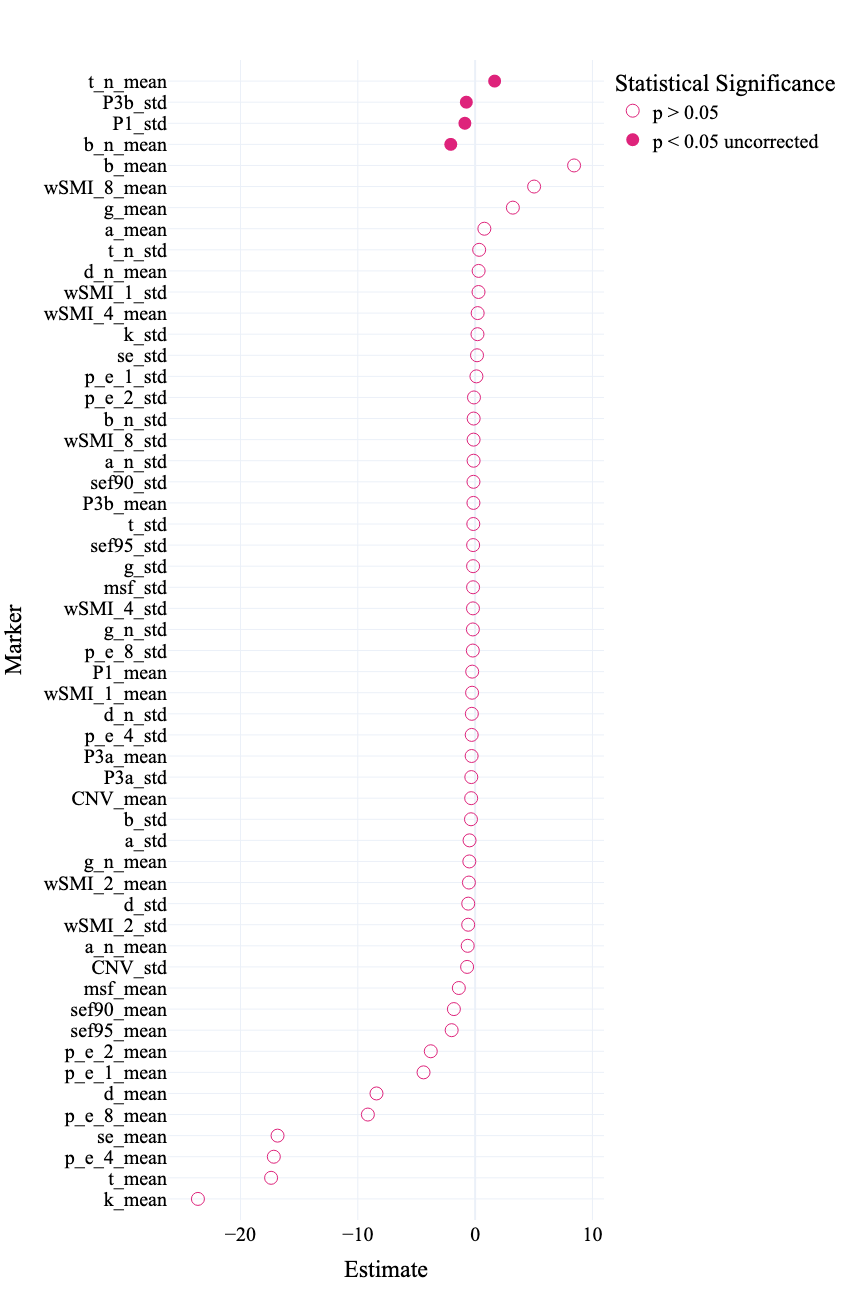 t_n_mean
P3b_std
P1_std
b_n_mean
b_mean
wSMI_8_mean
g_mean
a_mean
t_n_std
d_n_mean
wSMI_1_std
wSMI_4_mean
k_std
se_std
p_e_1_std
p_e_2_std
b_n_std
wSMI_8_std
a_n_std
sef90_std
P3b_mean
t_std
sef95_std
g_std
msf_std
wSMI_4_std
g_n_std
p_e_8_std
P1_mean
wSMI_1_mean
d_n_std
p_e_4_std
P3a_mean
P3a_std
CNV_mean
b_std
a_std
g_n_mean
wSMI_2_mean
d_std
wSMI_2_std
a_n_mean
CNV_std
msf_mean
sef90_mean
sef95_mean
p_e_2_mean
p_e_1_mean
d_mean
p_e_8_mean
se_mean
p_e_4_mean
t_mean
k_mean
Marker
−20 −10 0 10
Estimate
Statistical Significance
p > 0.05
p < 0.05 uncorrected